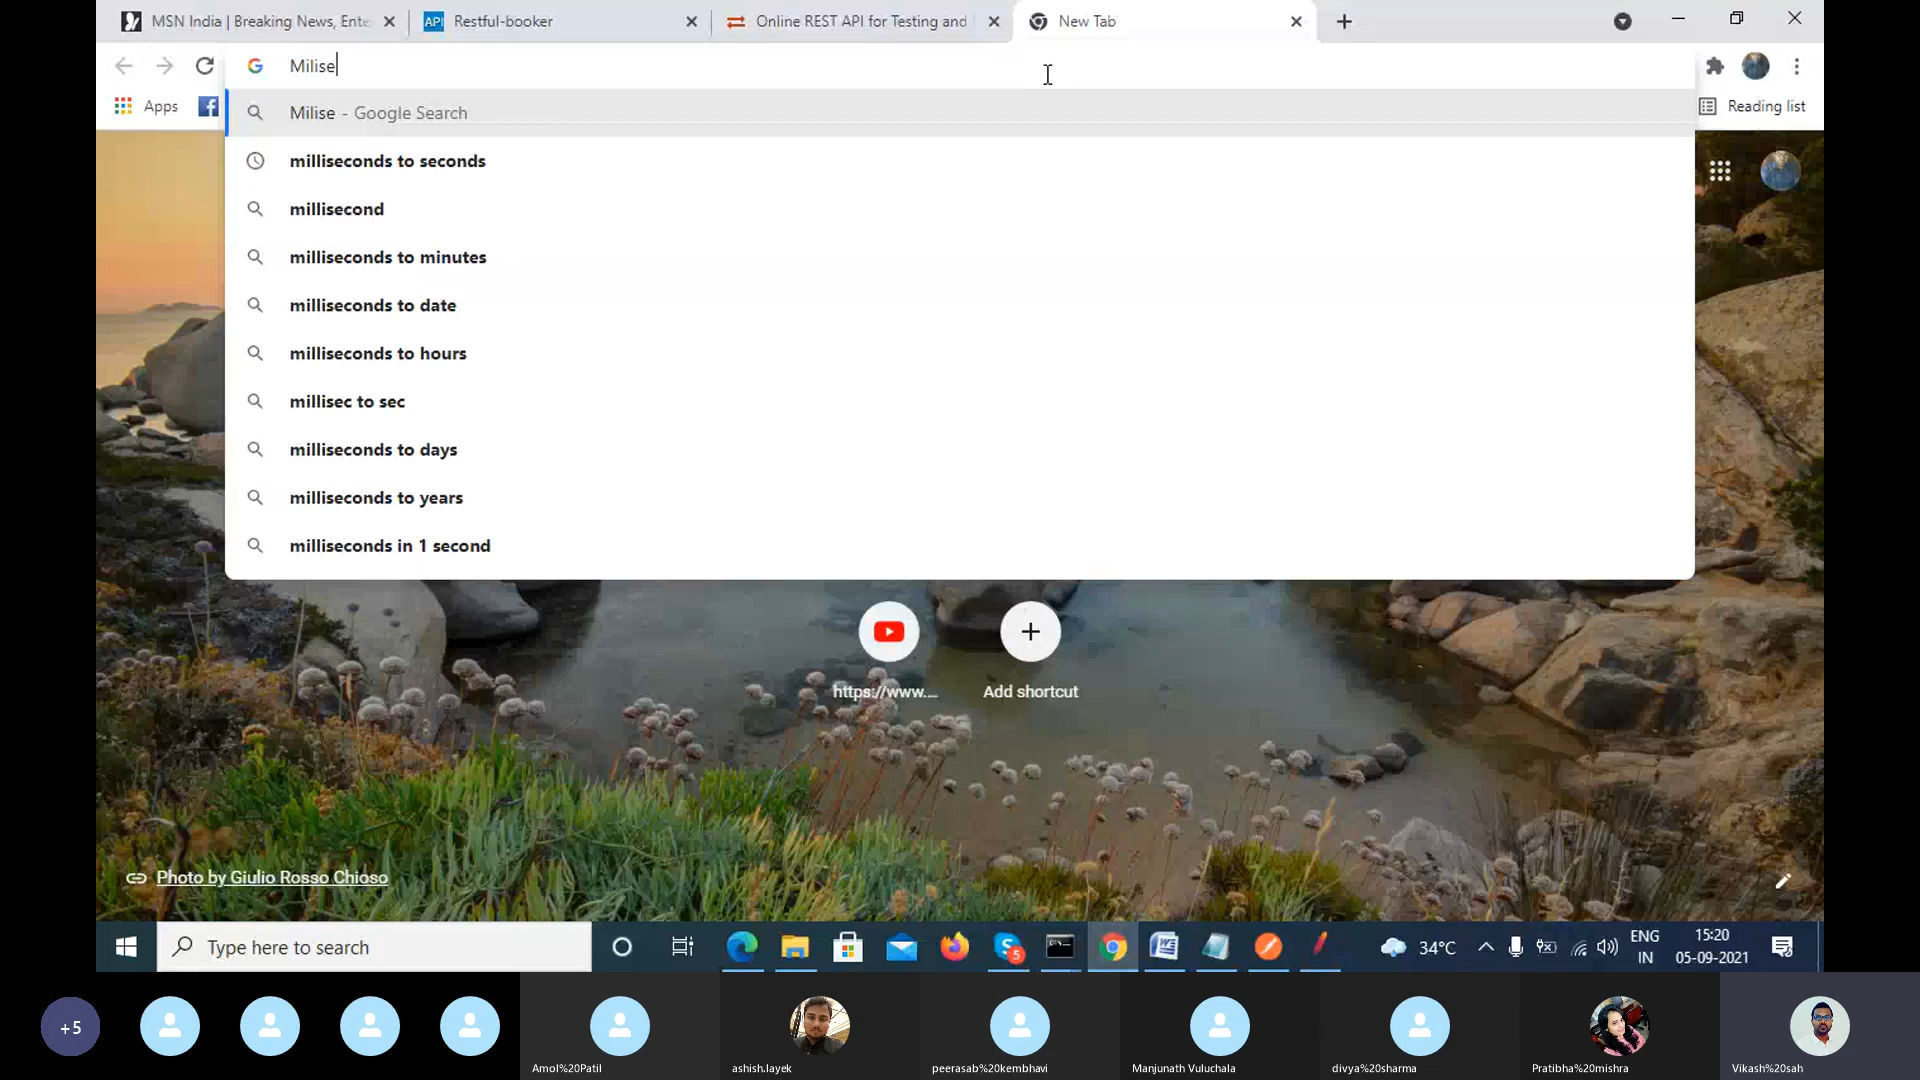 MSN India | Breaking News, Ente
Restful-booker
Online REST API for Testing and
New Tab
Milise
Apps
Reading list
Milise - Google Search
milliseconds to seconds
millisecond
milliseconds to minutes
milliseconds to date
milliseconds to hours
millisec to sec
milliseconds to days
milliseconds to years
milliseconds in 1 second
https://www....
Add shortcut
Photo by Giulio Rosso Chioso
Type here to search
5
34°C
ENG
IN
15:20
05-09-2021
+5
Amol%20Patil
ashish.layek
peerasab%20kembhavi
Manjunath Vuluchala
divya%20sharma
Pratibha%20mishra
Vikash%20sah